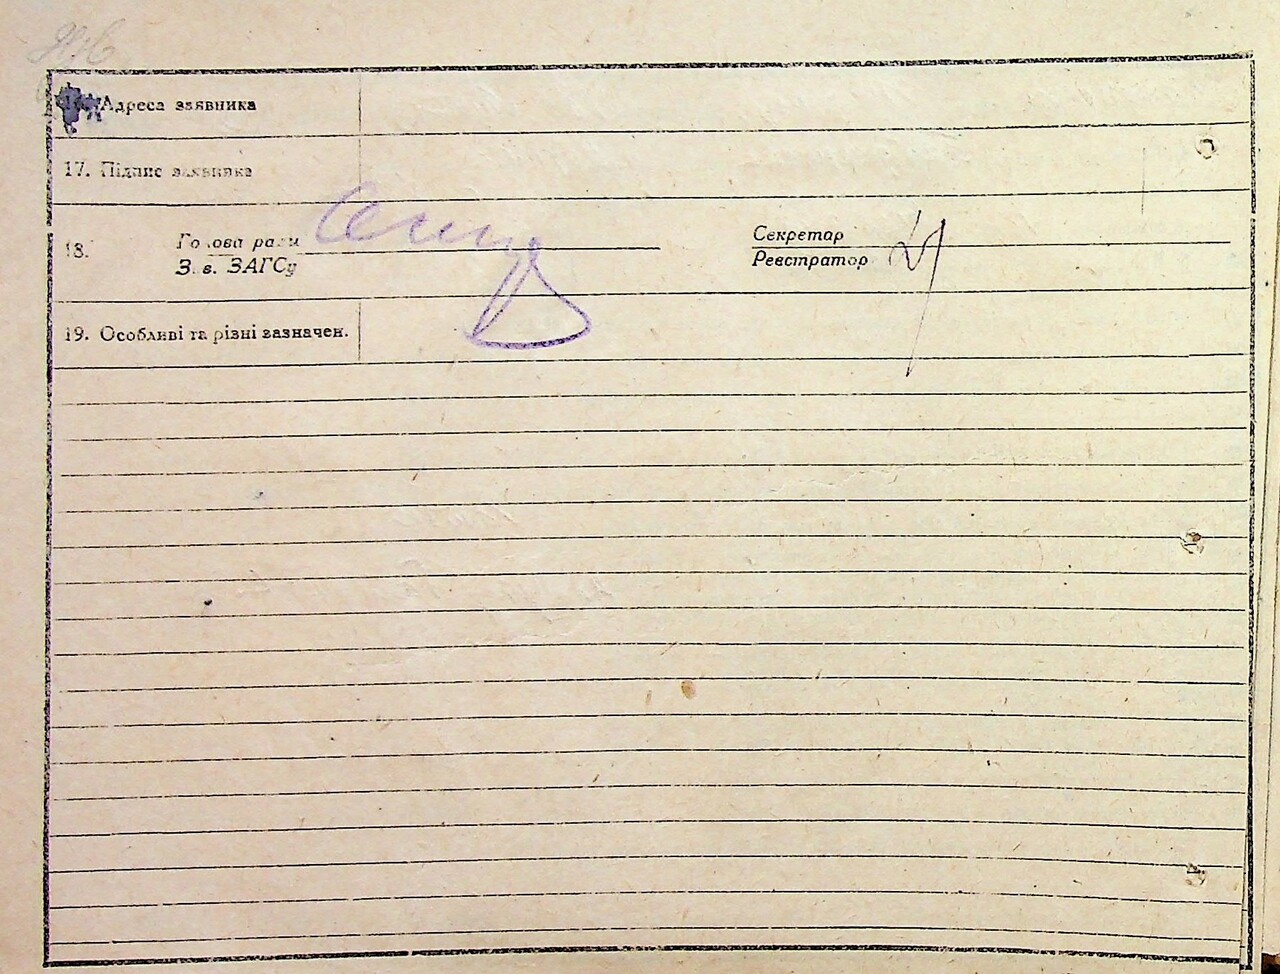 Адреса заявника
17. Підпис заявника
18.
Голова ради
З. в. ЗАГСу
Секретар
Реєстратор
19. Особливі та різні зазначен.